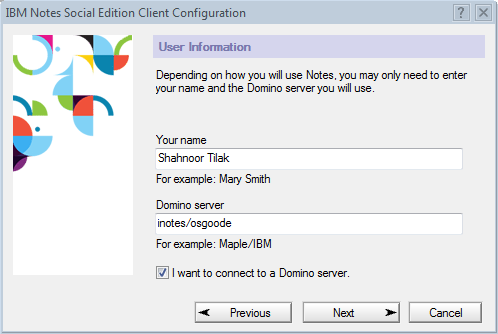 IBM Notes Social Edition Client Configuration
User Information
Depending on how you will use Notes, you may only need to enter
your name and the Domino server you will use.
Your name
Shahnoor Tilak
For example: Mary Smith
Domino server
inotes/osgoode
For example: Maple/IBM
I want to connect to a Domino server.
Previous Next Cancel